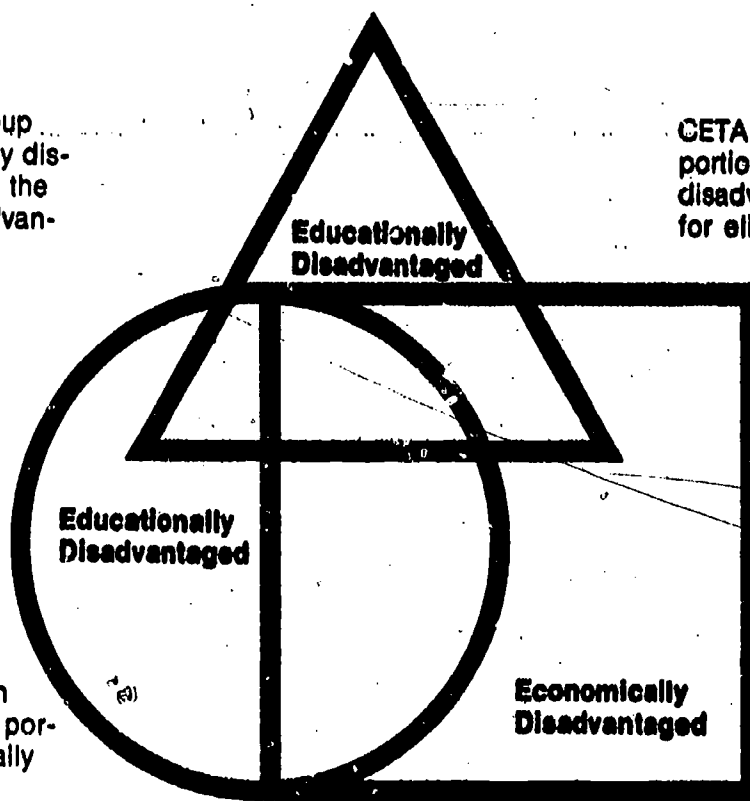 up
y dis-
the
van-
CETA
portio
disadv
for eli
Educationally
Disadvantaged
Educationally
Disadvantaged
n
por-
ally
Economically
Disadvantaged